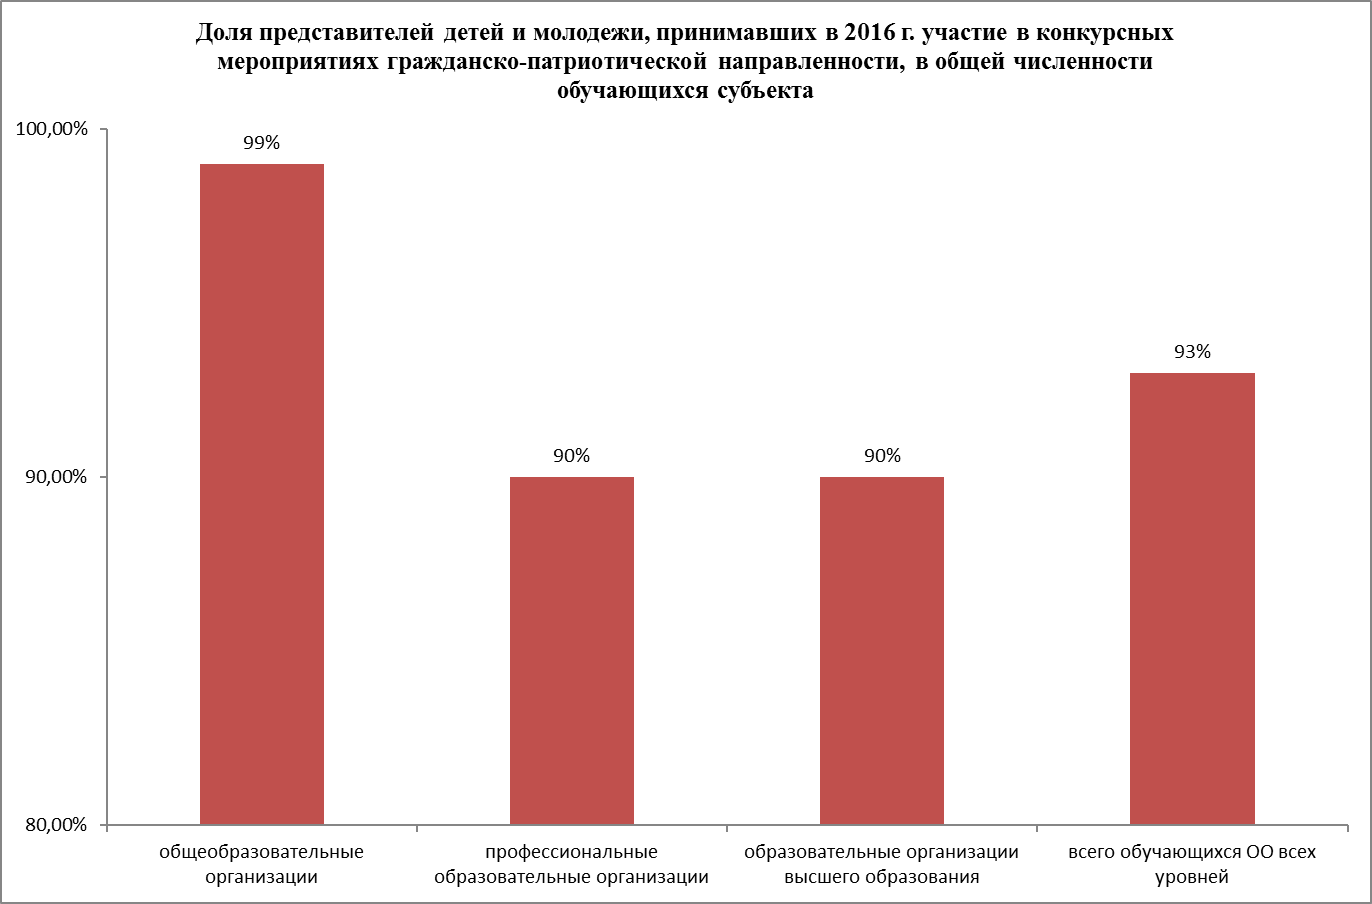 Доля представителей детей и молодежи, принимавших в 2016 г. участие в конкурсных
мероприятиях гражданско-патриотической направленности, в общей численности
обучающихся субъекта
100,00%
99%
93%
90%
90%
90,00%
80,00%
общеобразовательные
организации
профессиональные
образовательные организации
образовательные организации
высшего образования
всего обучающихся ОО всех
уровней